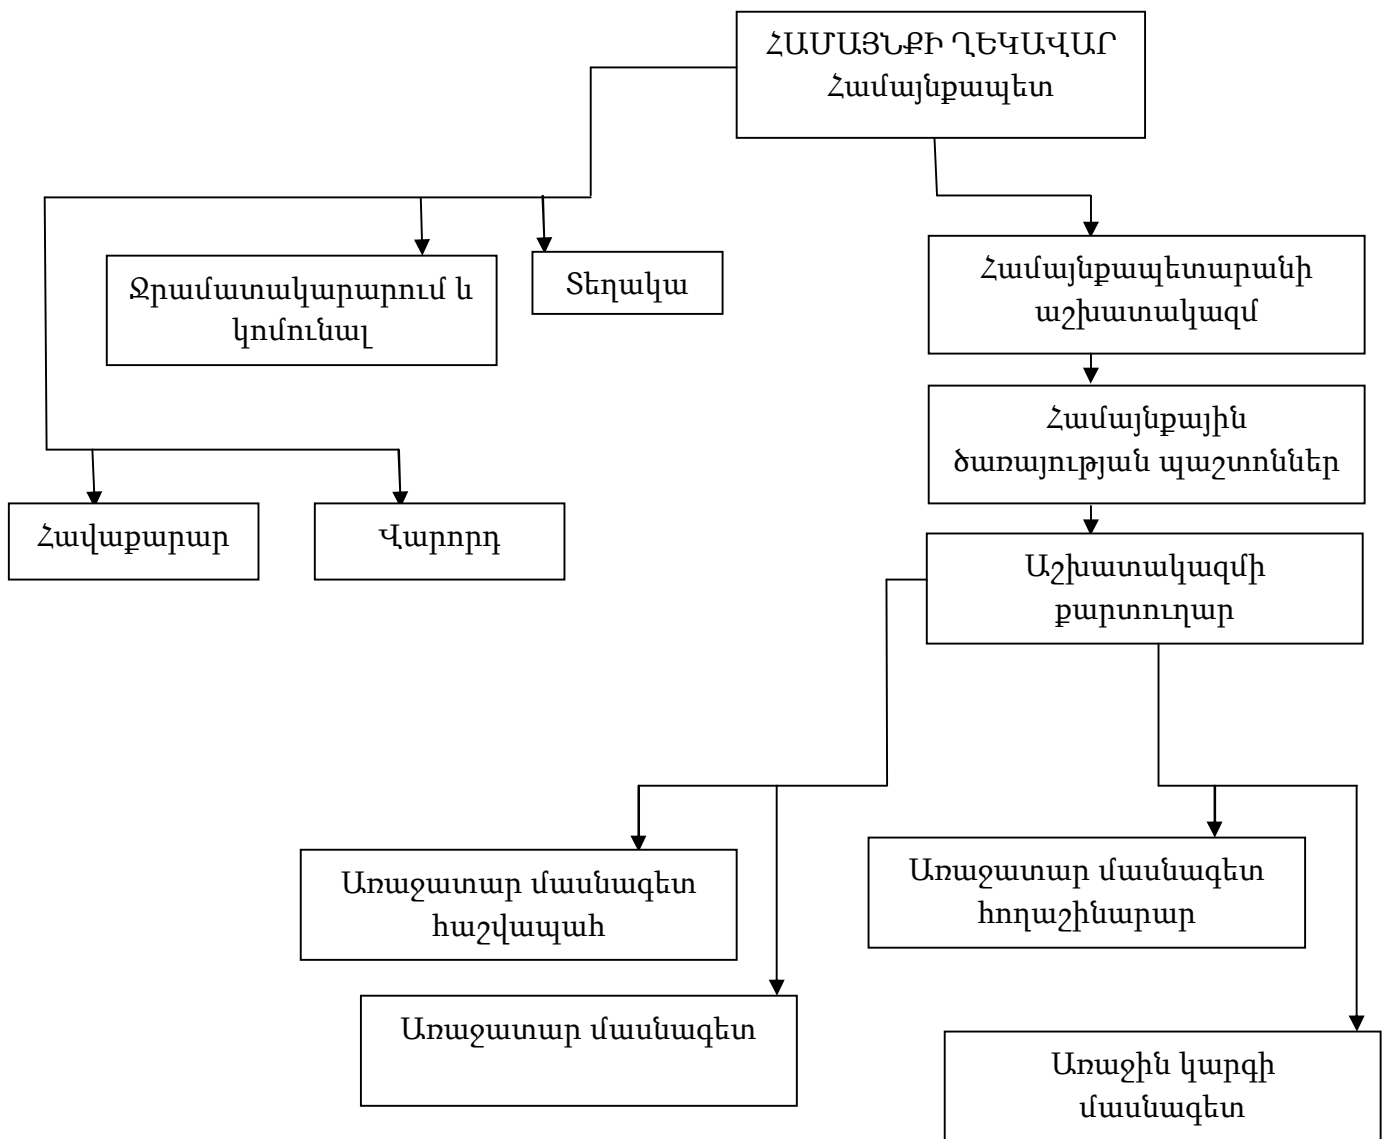 ՀԱՄԱՅՆՔԻ ՂԵԿԱՎԱՐ
Համայնքապետ
Ջրամատակարարում և
կոմունալ
Տեղակա
Համայնքապետարանի
աշխատակազմ
Համայնքային
ծառայության պաշտոններ
Հավաքարար
Վարորդ
Աշխատակազմի
քարտուղար
Առաջատար մասնագետ
հաշվապահ
Առաջատար մասնագետ
հողաշինարար
Առաջատար մասնագետ
Առաջին կարգի
մասնագետ